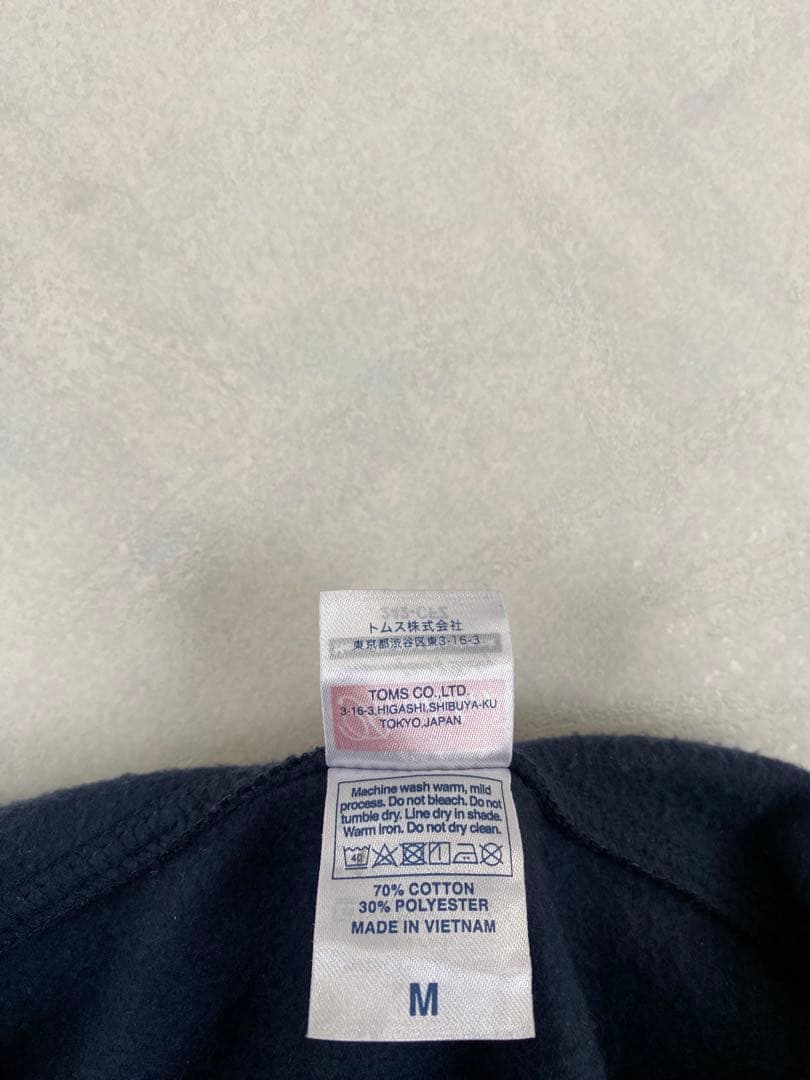 トムス株式会社
東京都渋谷区東3-16-3
TOMS CO.,LTD.
3-16-3,HIGASHI,SHIBUYA-KU
TOKYO,JAPAN
Machine wash warm, mild
process. Do not bleach. Do not
tumble dry. Line dry in shade.
Warm iron. Do not dry clean.
40
70% COTTON
30% POLYESTER
MADE IN VIETNAM
M